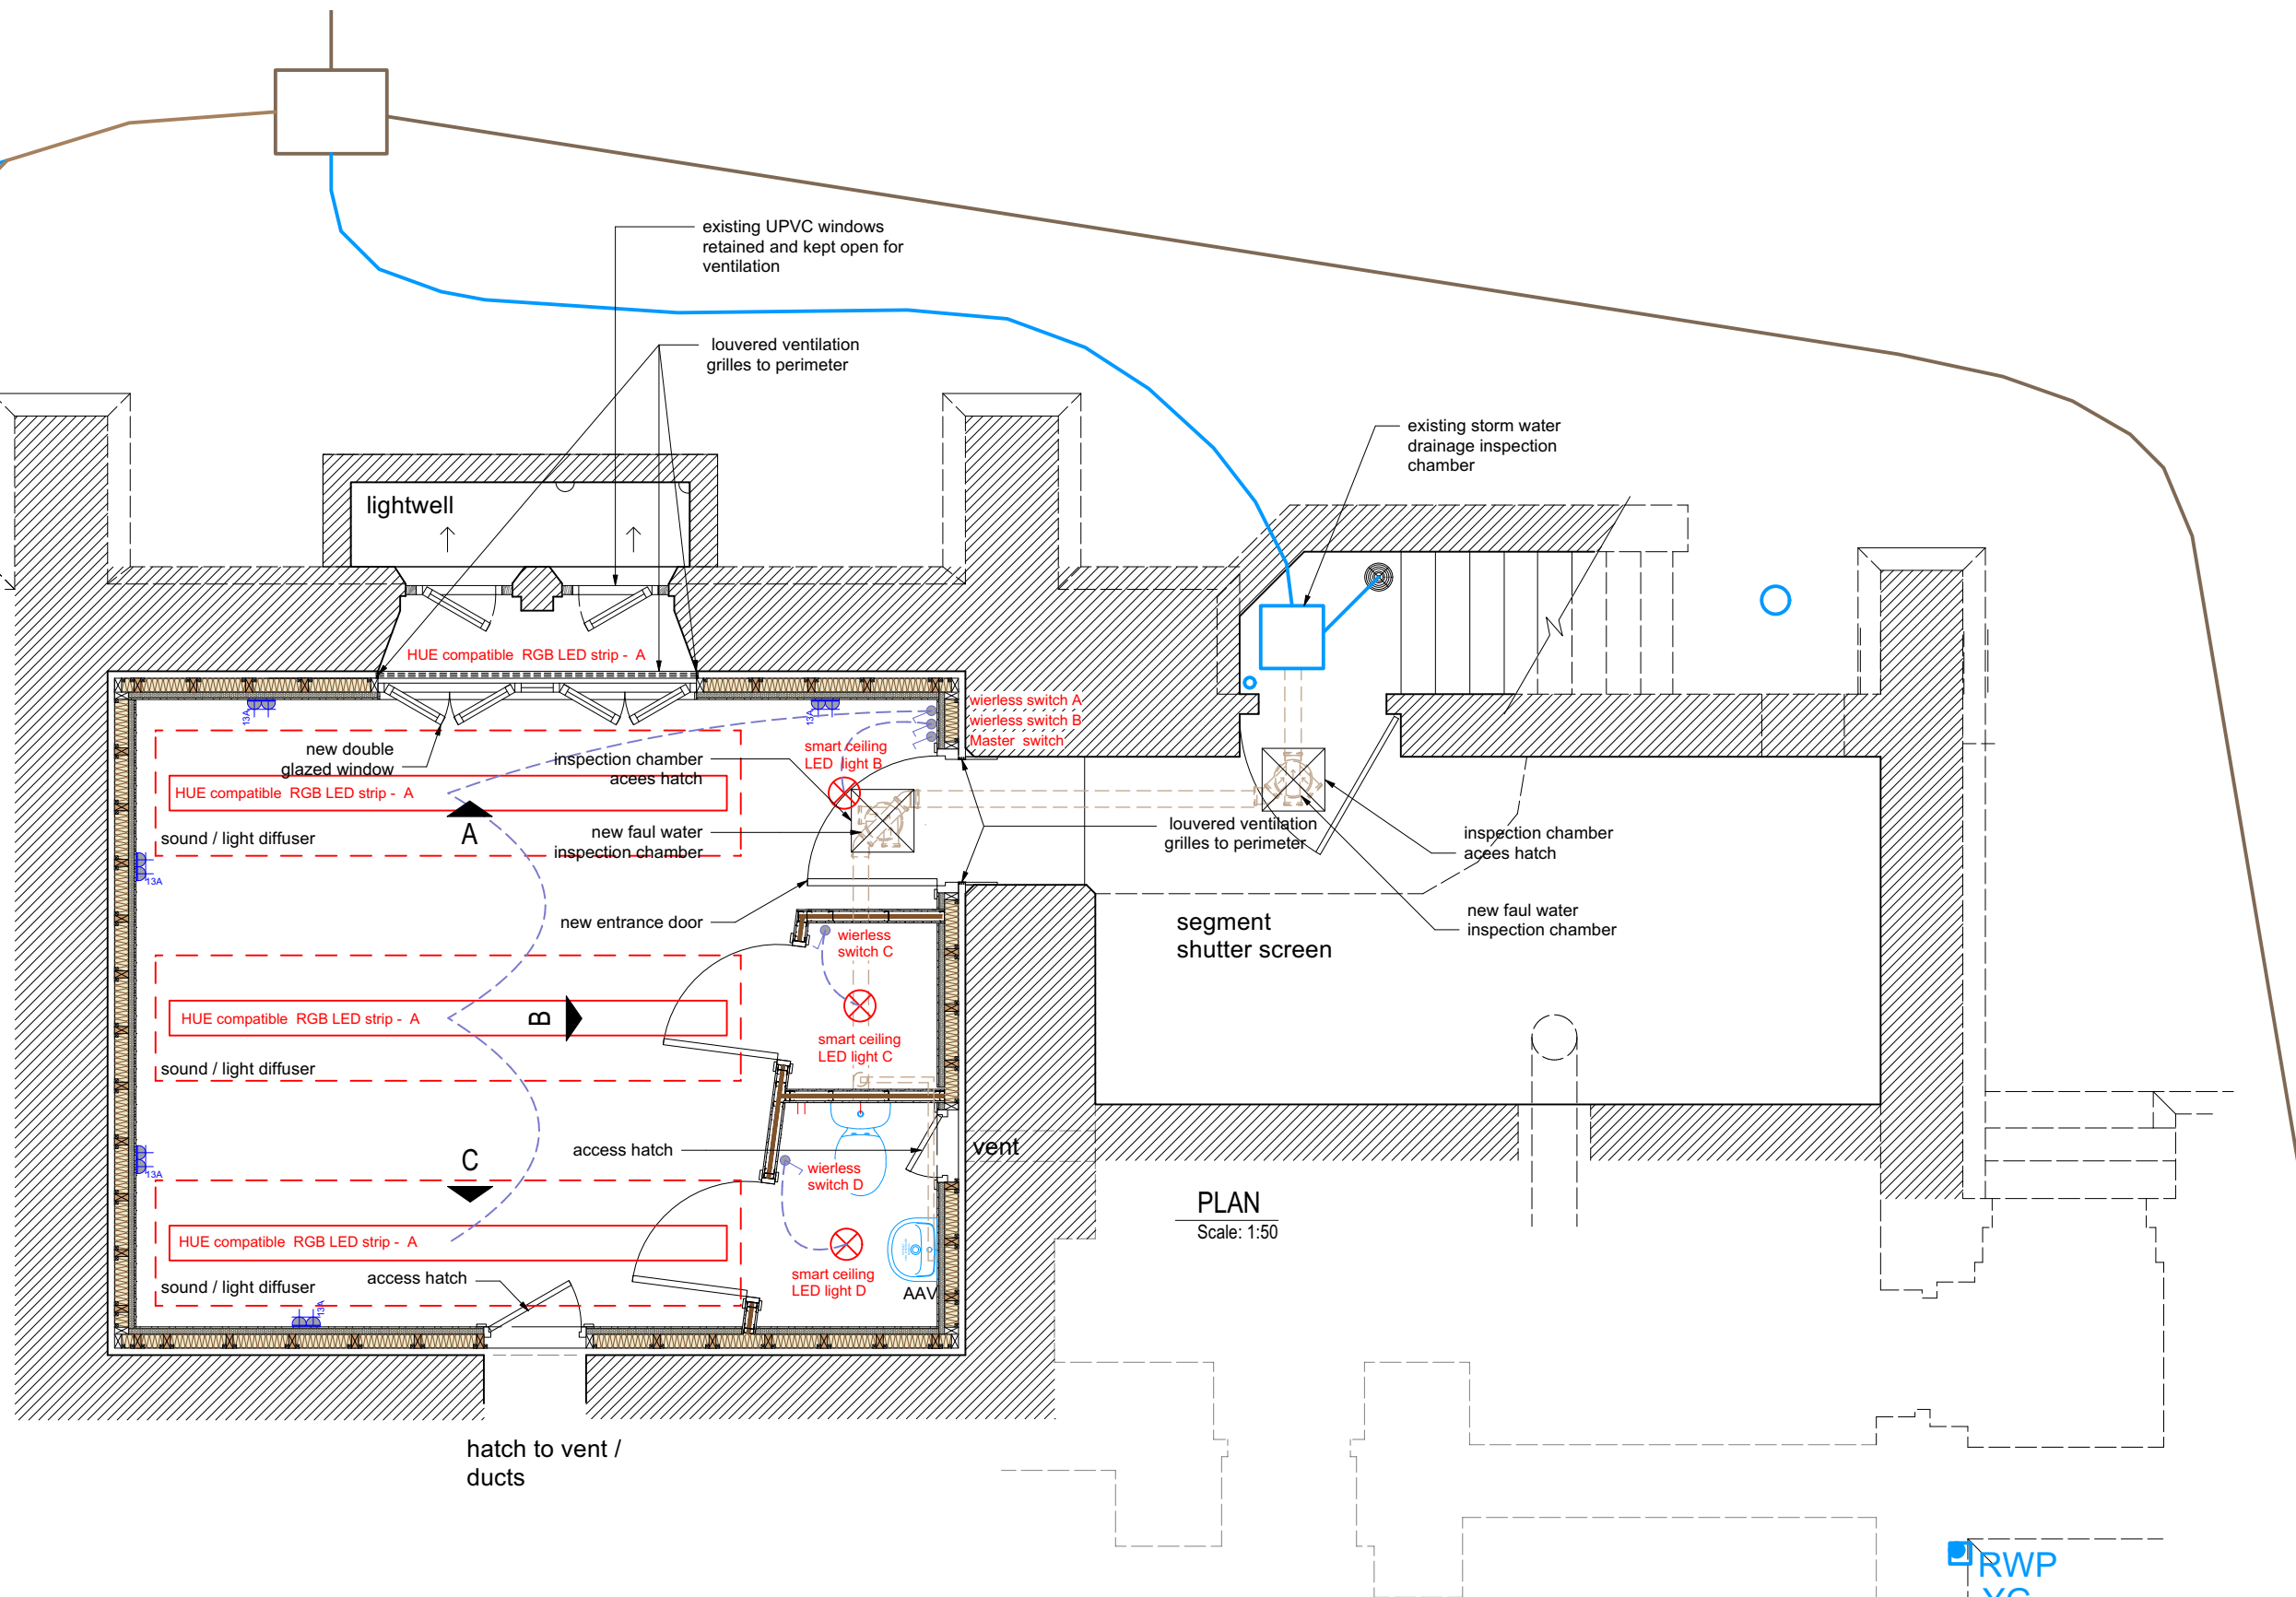 existing UPVC windows
retained and kept open for
ventilation
louvered ventilation
grilles to perimeter
existing storm water
drainage inspection
chamber
lightwell
HUE compatible RGB LED strip - A
wierless switch A
wierless switch B
Master switch
13A
13A
new double
glazed window
smart ceiling
LED light B
inspection chamber
acees hatch
HUE compatible RGB LED strip - A
A
sound / light diffuser
new faul water
inspection chamber
louvered ventilation
grilles to perimeter
inspection chamber
acees hatch
13A
new entrance door
new faul water
inspection chamber
segment
shutter screen
wierless
switch C
HUE compatible RGB LED strip - A
B
smart ceiling
LED light C
sound / light diffuser
access hatch
vent
C
13A
wierless
switch D
PLAN
Scale: 1:50
HUE compatible RGB LED strip - A
smart ceiling
LED light D
AAV
sound / light diffuser
access hatch
13A
hatch to vent /
ducts
RWP